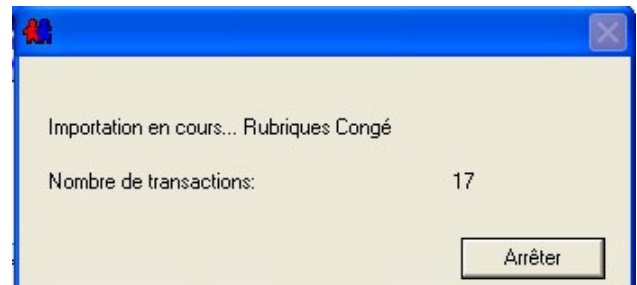 Importation en cours... Rubriques Congé
Nombre de transactions: 17
Arrêter